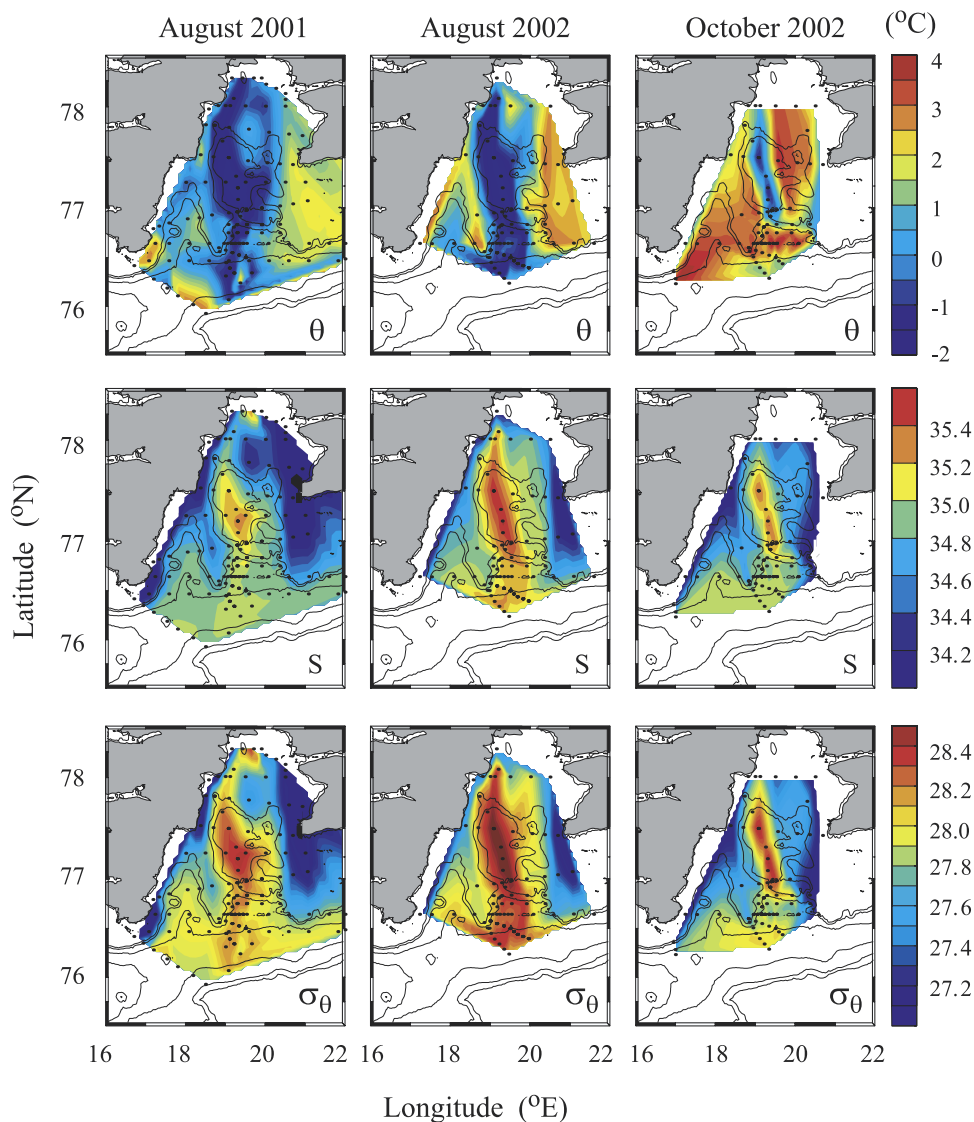 August 2001 August 2002 October 2002 (°C)
78
77
76
θ
θ
θ
4
3
2
1
0
-1
-2
78
77
76
S
S
S
35.4
35.2
35.0
34.8
34.6
34.4
34.2
Latitude (°N)
78
77
76
σθ
σθ
σθ
28.4
28.2
28.0
27.8
27.6
27.4
27.2
16 18 20 22 16 18 20 22 16 18 20 22
Longitude (°E)